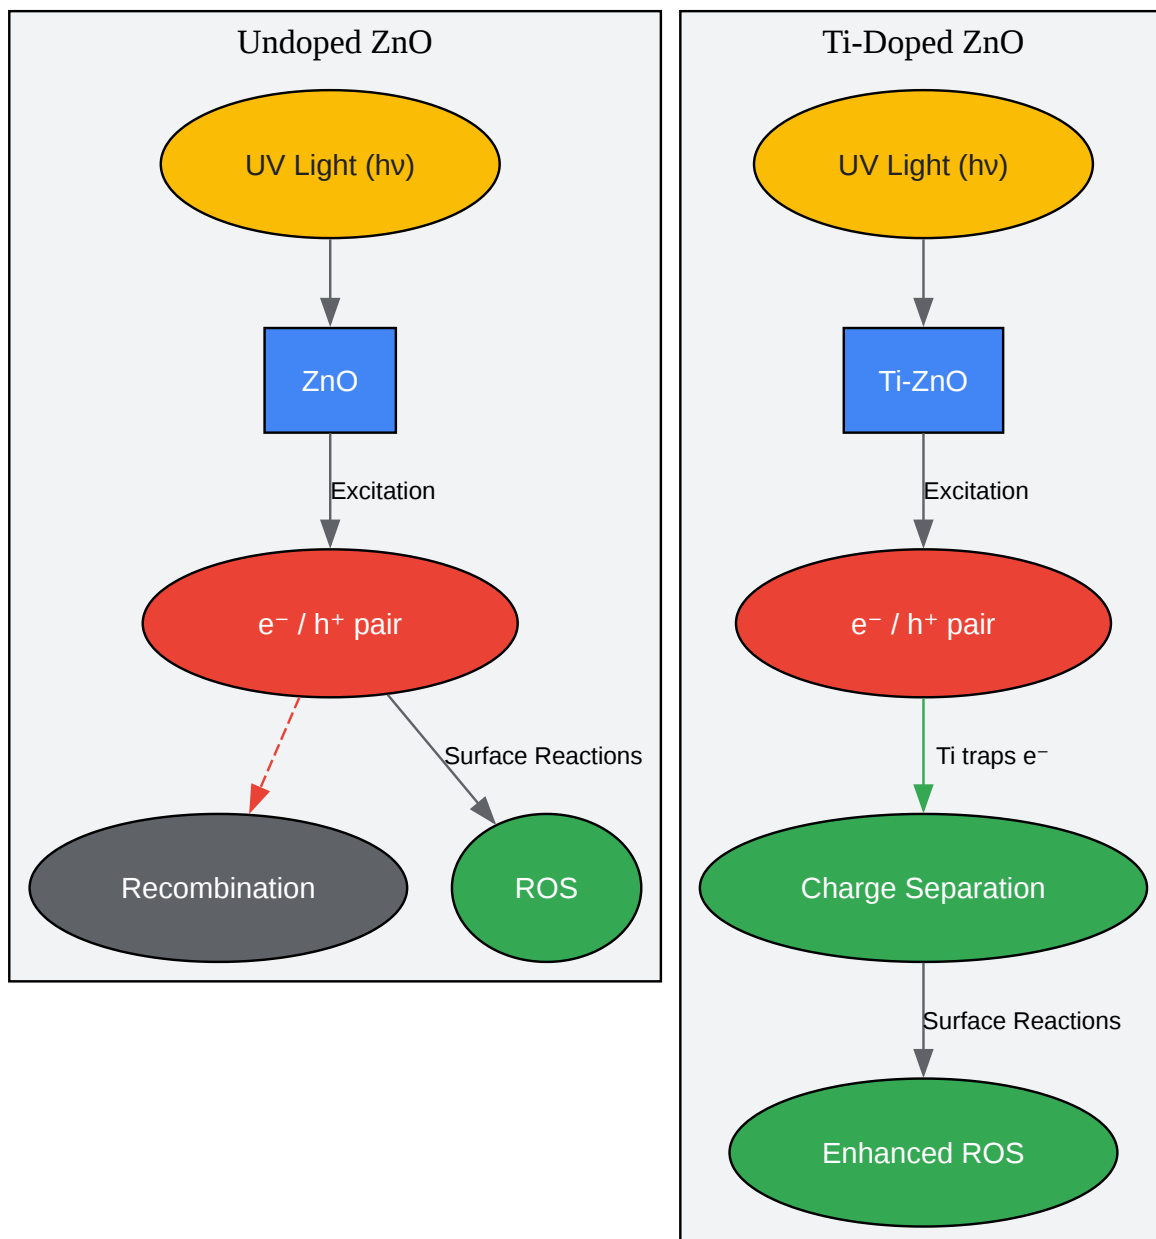 Undoped ZnO
UV Light (hν)
ZnO
Excitation
e⁻ / h⁺ pair
Surface Reactions
Recombination
ROS
Ti-Doped ZnO
UV Light (hν)
Ti-ZnO
Excitation
e⁻ / h⁺ pair
Ti traps e⁻
Charge Separation
Surface Reactions
Enhanced ROS